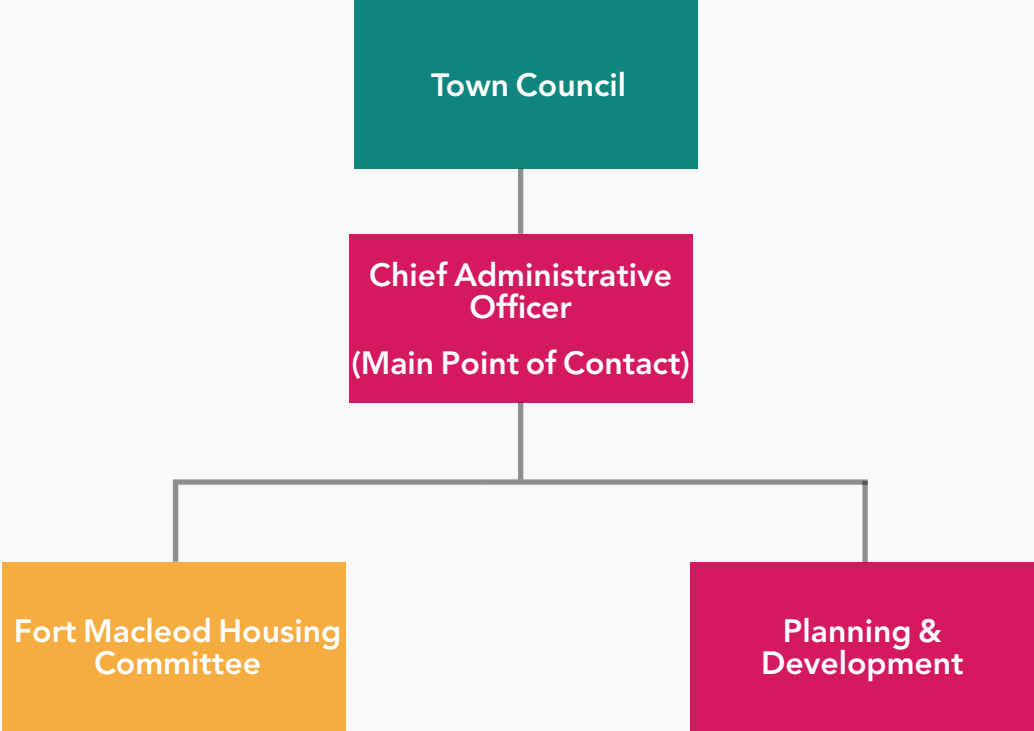 Town Council
Chief Administrative
Officer
(Main Point of Contact)
Fort Macleod Housing
Committee
Planning &
Development